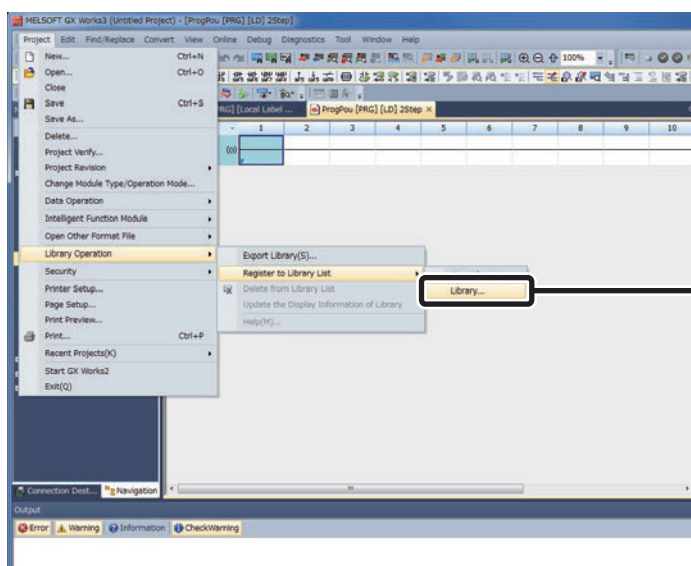 MELSOFT GX Works3 (Untitled Project) - [ProgPou [PRG] [LD] 2Step]
Project Edit Find/Replace Convert View Online Debug Diagnostics Tool Window Help
New... Ctrl+N
100%
Open... Ctrl+O
Close
Save Ctrl+S
PRG] [Local Label ... ProgPou [PRG] [LD] 2Step
Save As...
Delete...
1 2 3 4 5 6 7 8 9 10
Project Verify...
(0)
Project Revision
Change Module Type/Operation Mode...
Data Operation
Intelligent Function Module
Open Other Format File
Library Operation
Export Library(S)...
Security
Register to Library List
Printer Setup...
Delete from Library List
Library...
Page Setup...
Update the Display Information of Library
Print Preview...
Help(H)...
Print... Ctrl+P
Recent Projects(K)
Start GX Works2
Exit(Q)
Connection Dest... Navigation
Output
Error Warning Information CheckWarning